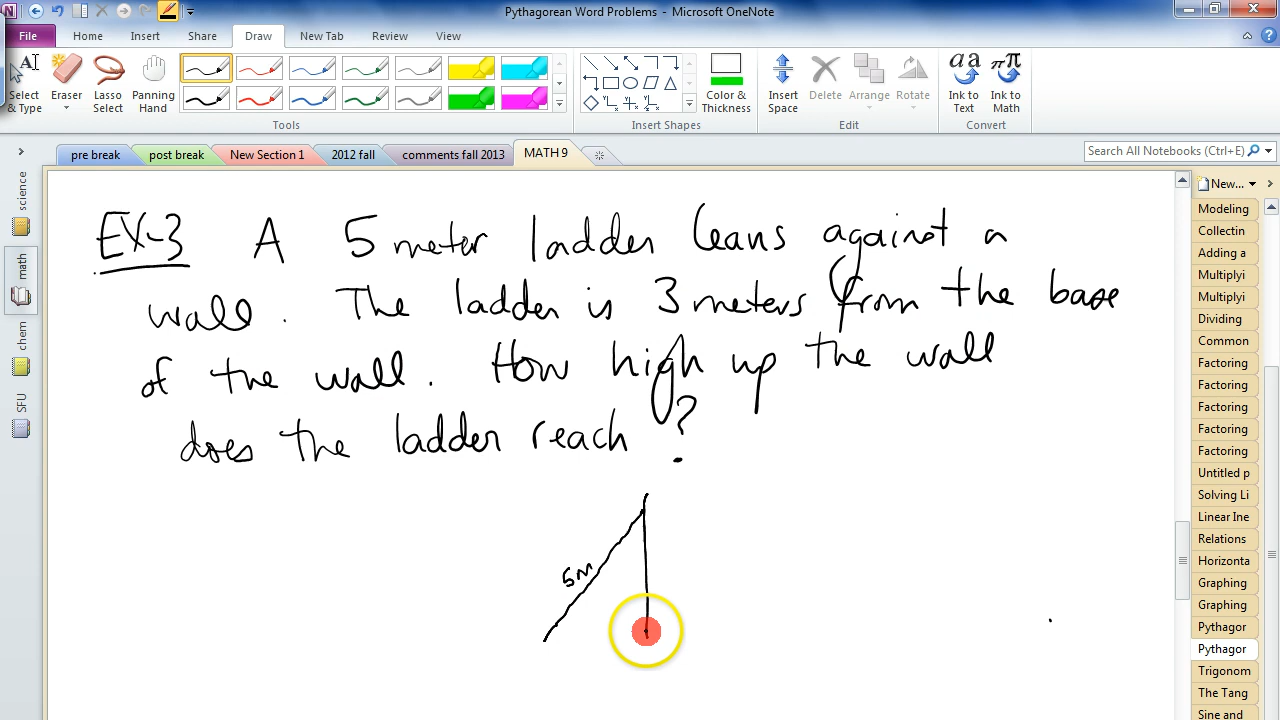 Pythagorean Word Problems - Microsoft OneNote
File Home Insert Share Draw New Tab Review View
Select & Type Eraser Lasso Select Panning Hand Color & Thickness Insert Space Delete Arrange Rotate Ink to Text Ink to Math
Tools Insert Shapes Edit Convert
pre break post break New Section 1 2012 fall comments fall 2013 MATH 9 Search All Notebooks (Ctrl+E)
science
math
chem
SFU
EX-3 A 5 meter ladder leans against a
wall. The ladder is 3 meters from the base
of the wall. How high up the wall
does the ladder reach?
5m
New...
Modeling
Collectin
Adding a
Multiplyi
Multiplyi
Dividing
Common
Factoring
Factoring
Factoring
Factoring
Factoring
Untitled p
Solving Li
Linear Ine
Relations
Horizonta
Graphing
Graphing
Pythagor
Pythagor
Trigonom
The Tang
Sine and